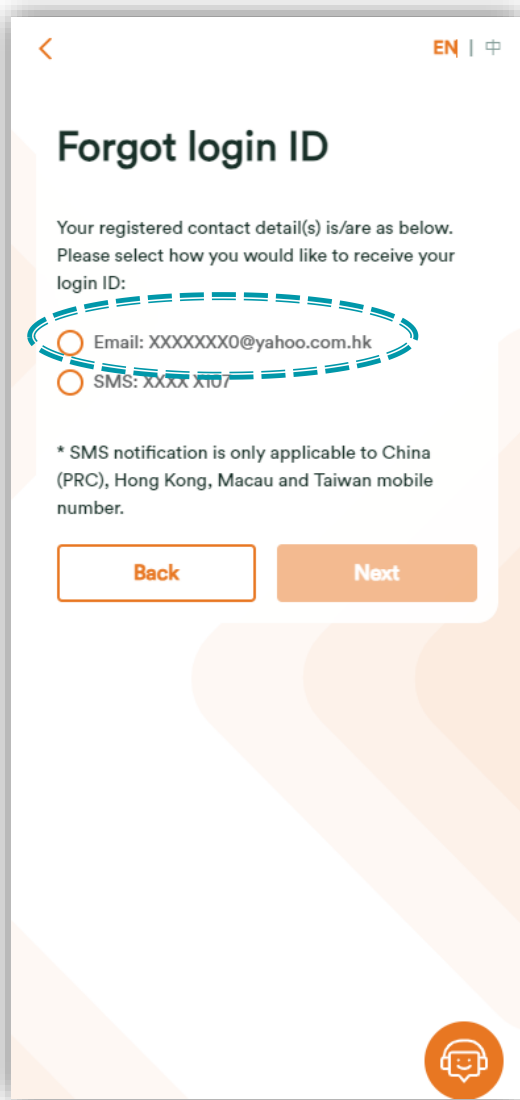 EN | 中
Forgot login ID
Your registered contact detail(s) is/are as below.
Please select how you would like to receive your
login ID:
Email: XXXXXXX0@yahoo.com.hk
SMS: XXXX X107
* SMS notification is only applicable to China
(PRC), Hong Kong, Macau and Taiwan mobile
number.
Back Next